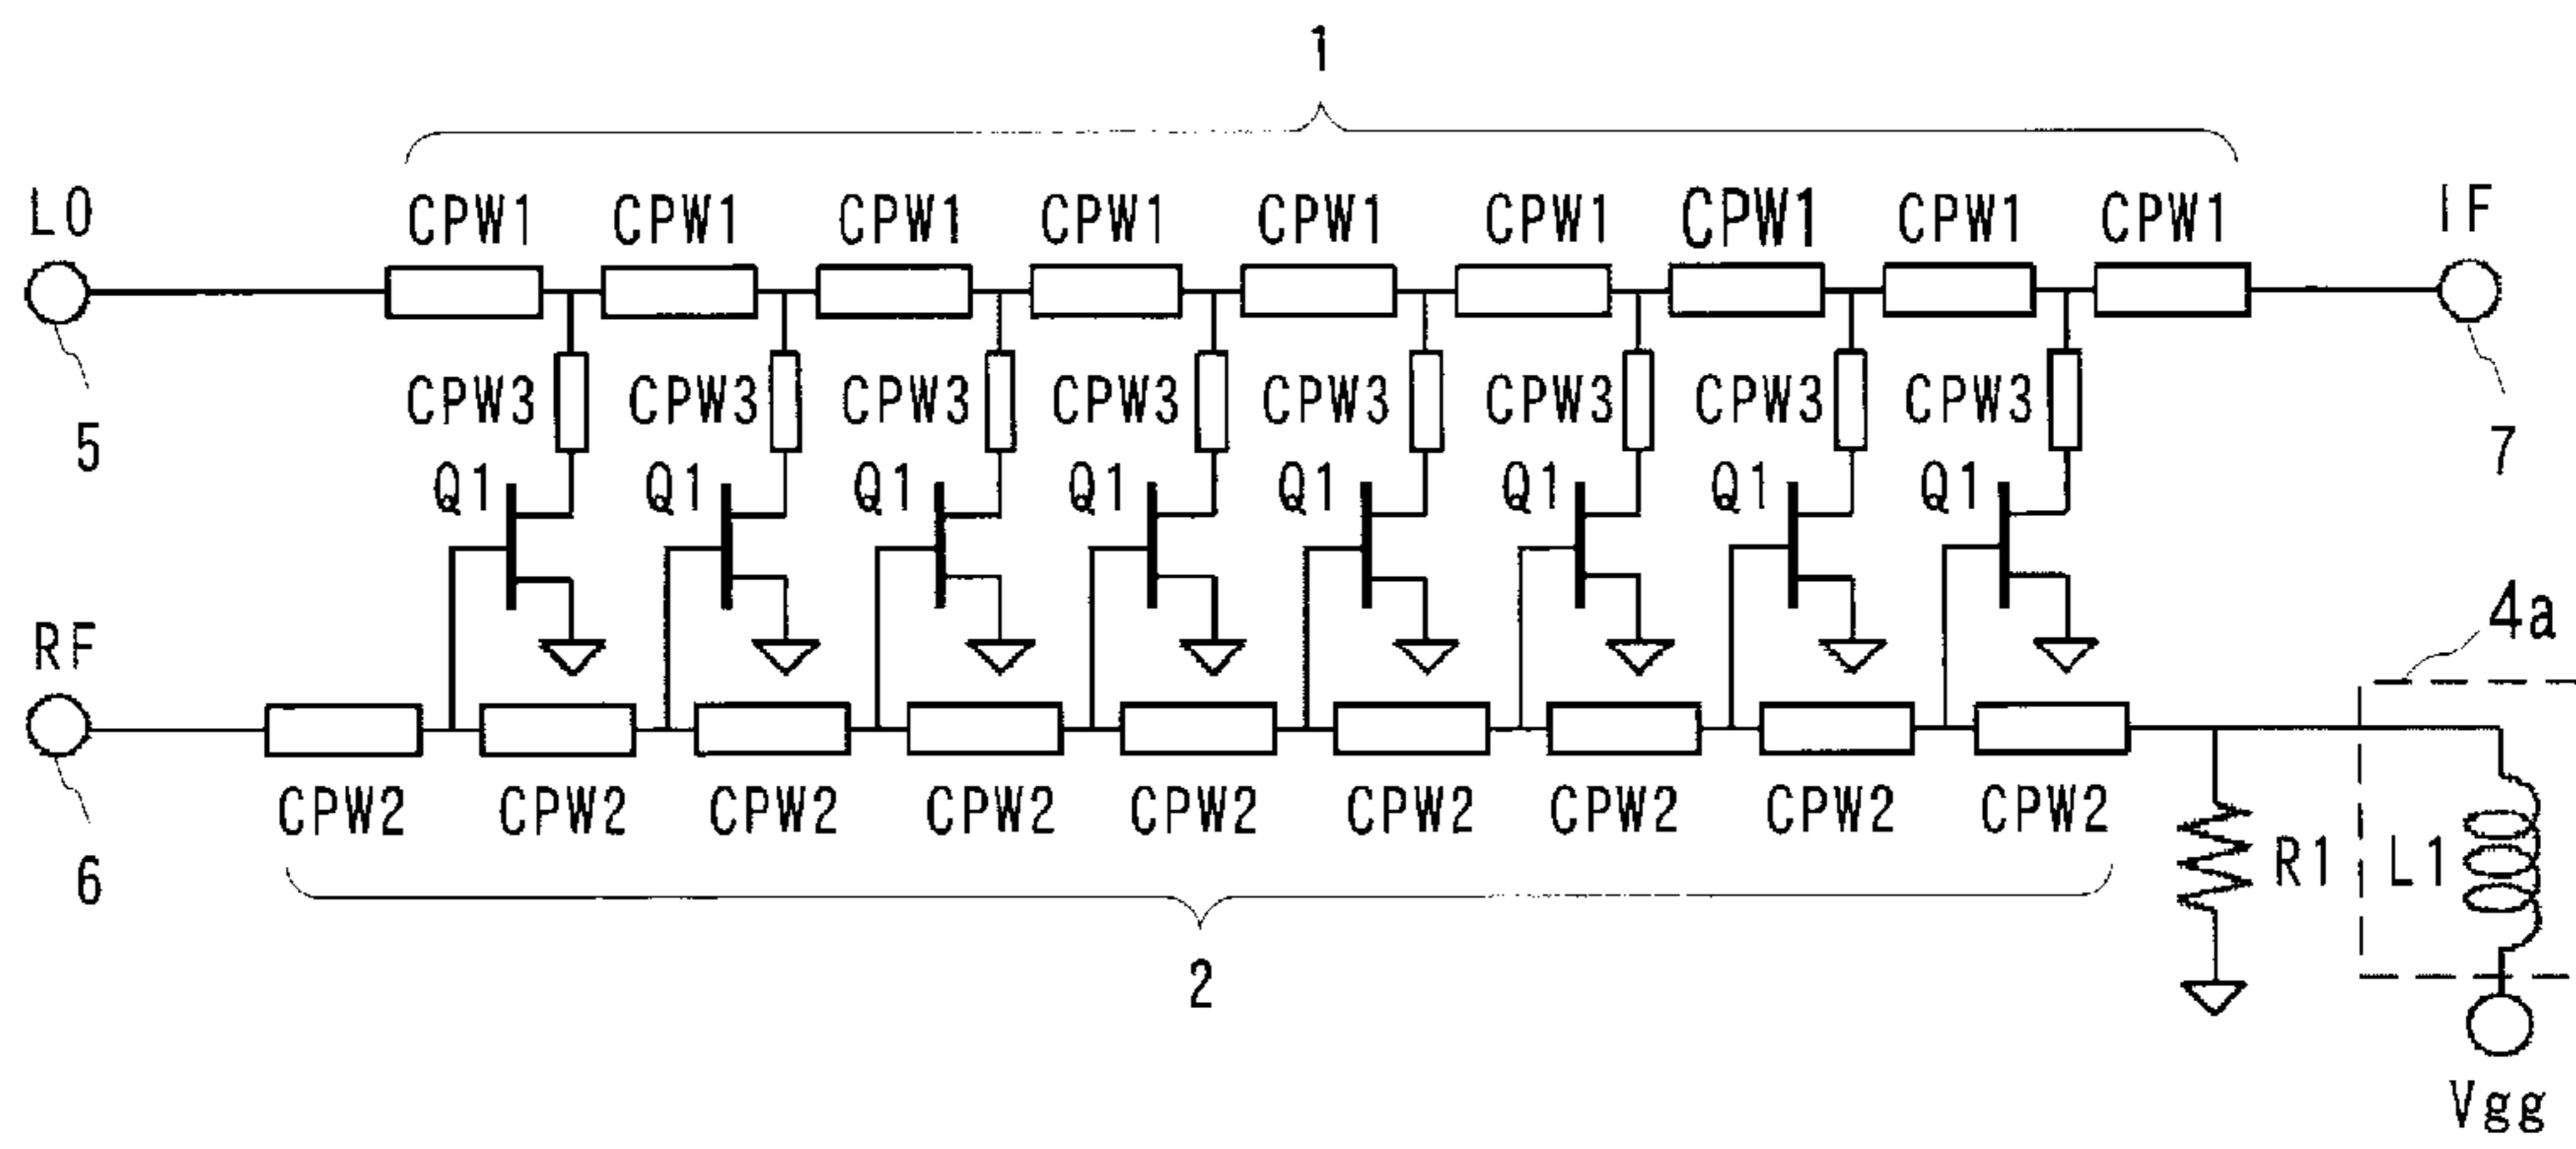 1
LO CPW1 CPW1 CPW1 CPW1 CPW1 CPW1 CPW1 CPW1 CPW1 IF
CPW3 CPW3 CPW3 CPW3 CPW3 CPW3 CPW3 CPW3
5 7
Q1 Q1 Q1 Q1 Q1 Q1 Q1 Q1
RF 4a
CPW2 CPW2 CPW2 CPW2 CPW2 CPW2 CPW2 CPW2 CPW2
6 R1 L1
2
Vgg